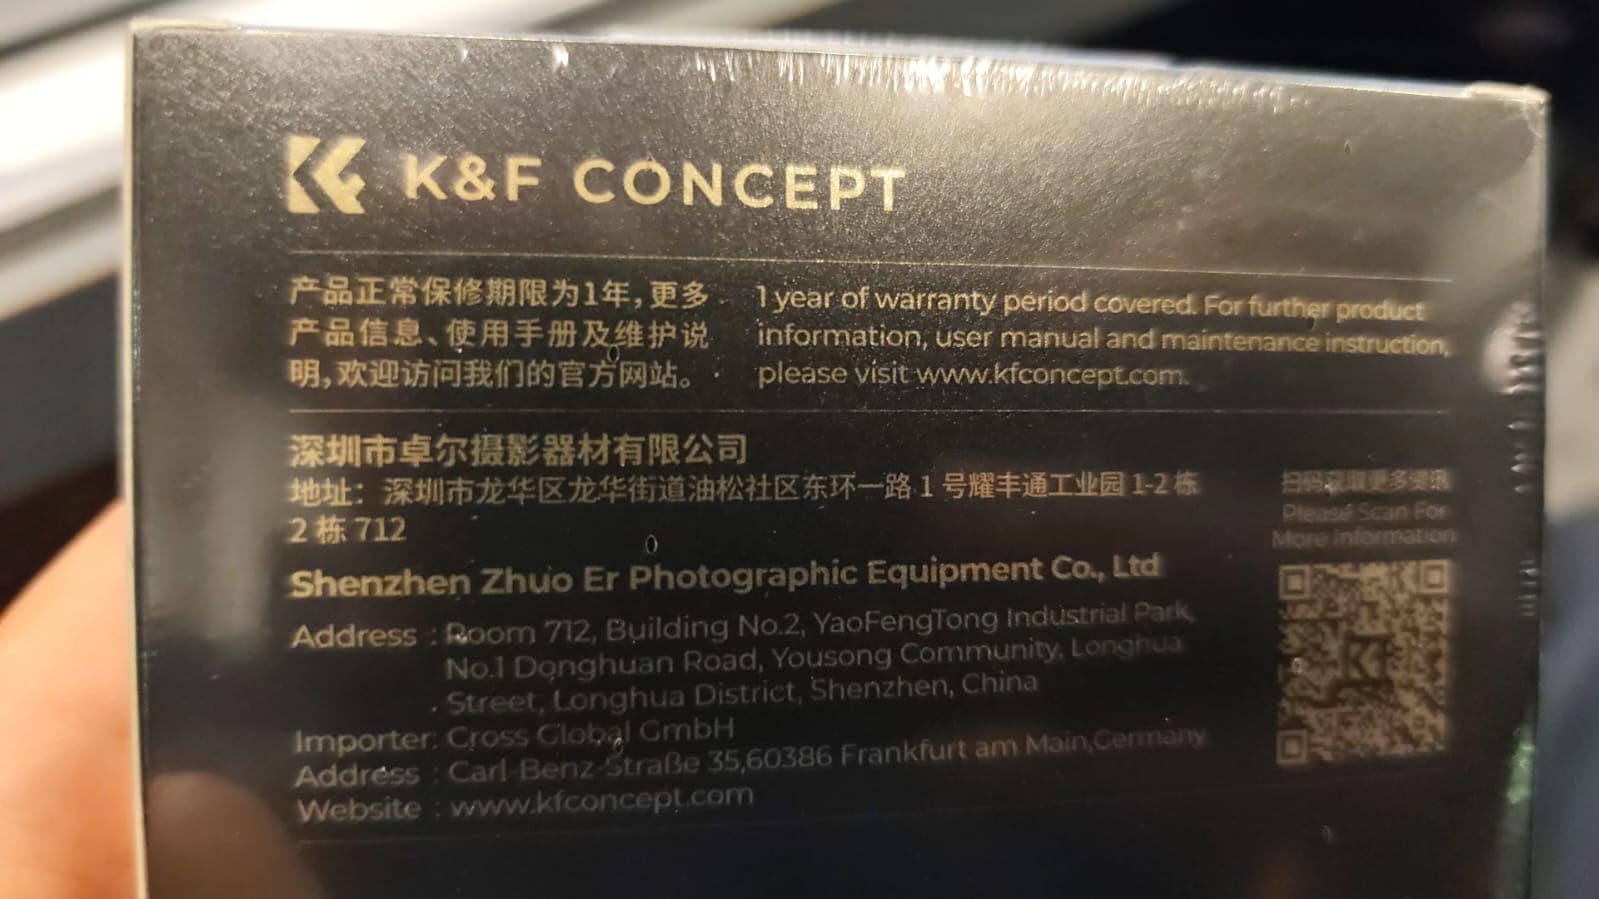 K&F CONCEPT
产品正常保修期限为1年,更多
产品信息、使用手册及维护说
明,欢迎访问我们的官方网站。
1 year of warranty period covered. For further product
information, user manual and maintenance instruction,
please visit www.kfconcept.com.
深圳市卓尔摄影器材有限公司
地址：深圳市龙华区龙华街道油松社区东环一路 1 号耀丰通工业园 1-2 栋
2 栋 712
Shenzhen Zhuo Er Photographic Equipment Co., Ltd
Address : Room 712, Building No.2, YaoFengTong Industrial Park,
No.1 Donghuan Road, Yousong Community, Longhua
Street, Longhua District, Shenzhen, China
Importer: Cross Global GmbH
Address : Carl-Benz-Straße 35,60386 Frankfurt am Main,Germany
Website : www.kfconcept.com
扫码获取更多资讯
Please Scan For
More Information